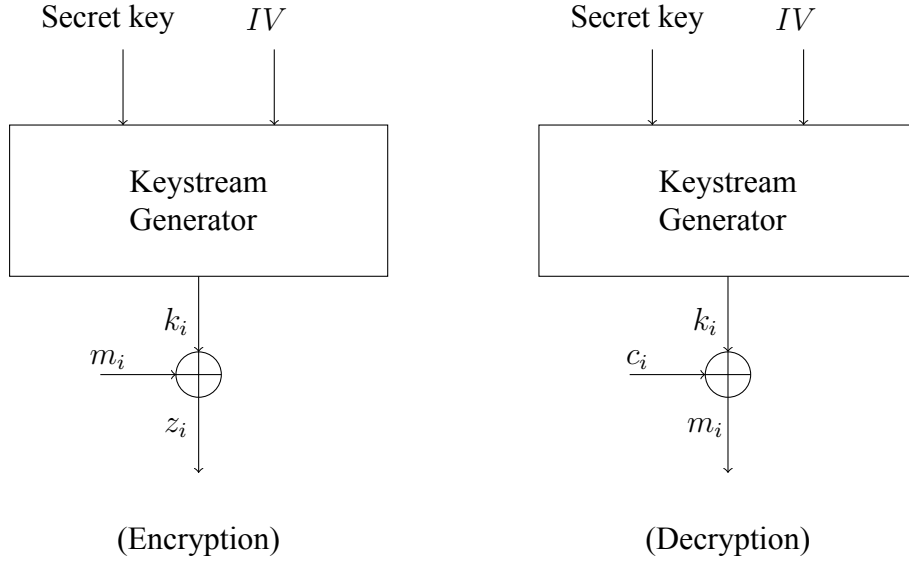 Secret key IV Secret key IV
Keystream Keystream
Generator Generator
k_i k_i
m_i c_i
z_i m_i
(Encryption) (Decryption)